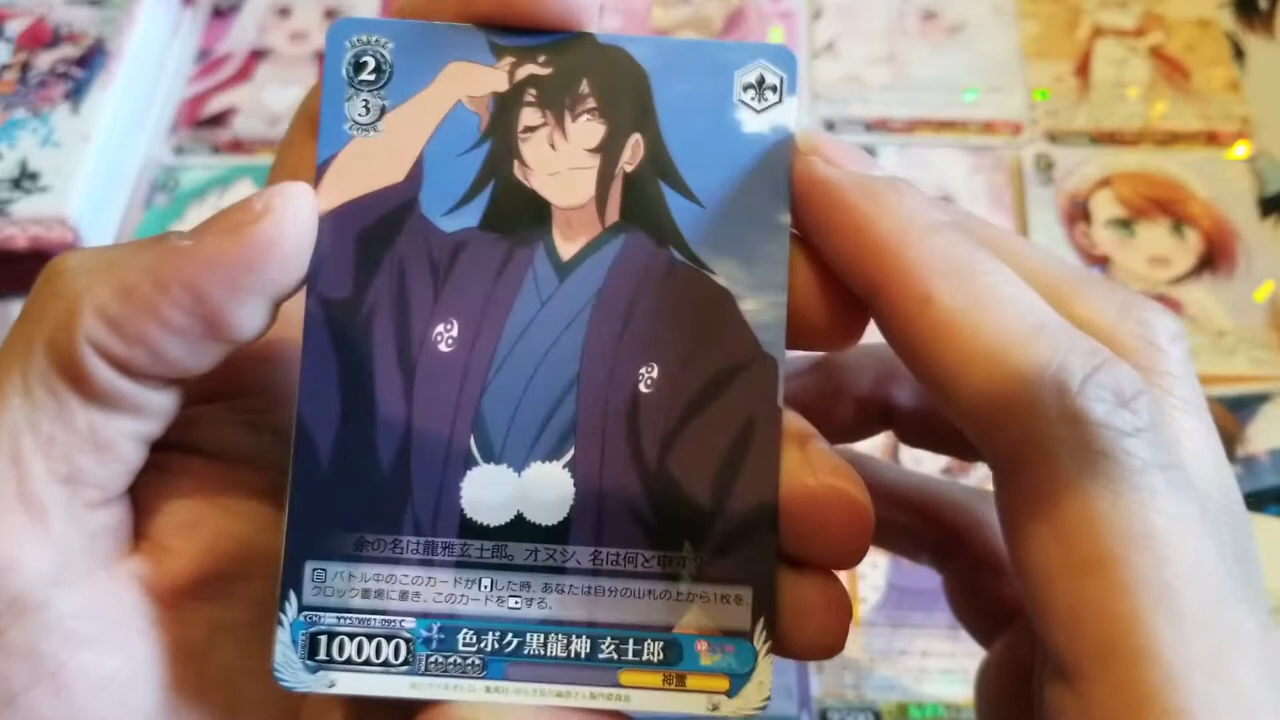 LEVEL
2
3
COST
余の名は龍雅玄士郎。オヌシ、名は何と申す?
バトル中のこのカードが した時、あなたは自分の山札の上から1枚を、
クロック置場に置き、このカードを する。
CH YYS/W61-095 C
10000 色ボケ黒龍神 玄士郎
神霊